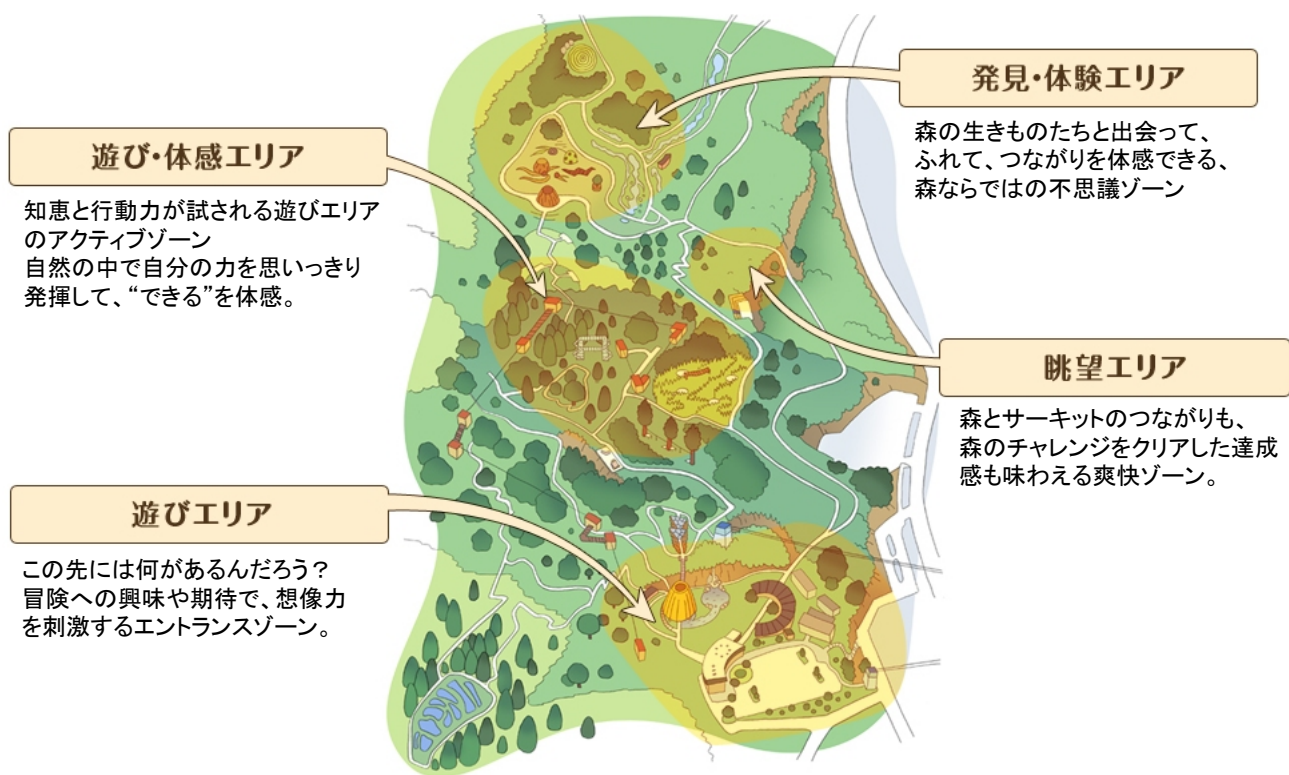 発見・体験エリア
森の生きものたちと出会って、
ふれて、つながりを体感できる、
森ならではの不思議ゾーン
遊び・体感エリア
知恵と行動力が試される遊びエリア
のアクティブゾーン
自然の中で自分の力を思いっきり
発揮して、“できる”を体感。
眺望エリア
森とサーキットのつながりも、
森のチャレンジをクリアした達成
感も味わえる爽快ゾーン。
遊びエリア
この先には何があるんだろう？
冒険への興味や期待で、想像力
を刺激するエントランスゾーン。